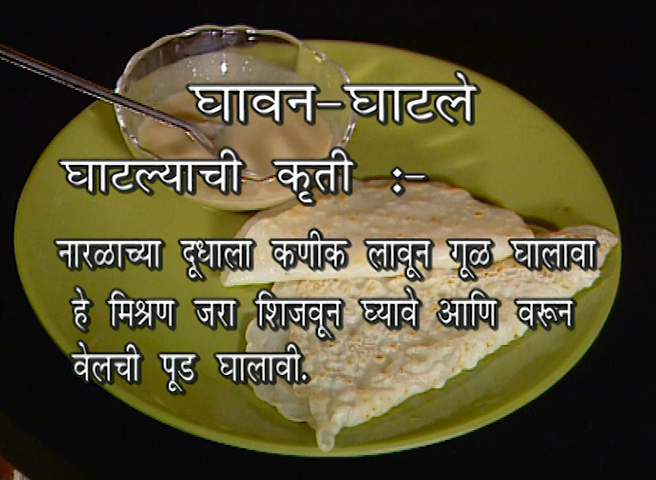 घावन-घाटले
घाटल्याची कृती :-
नारळाच्या दूधाला कणीक लावून गूळ घालावा
हे मिश्रण जरा शिजवून घ्यावे आणि वरून
वेलची पूड घालावी.